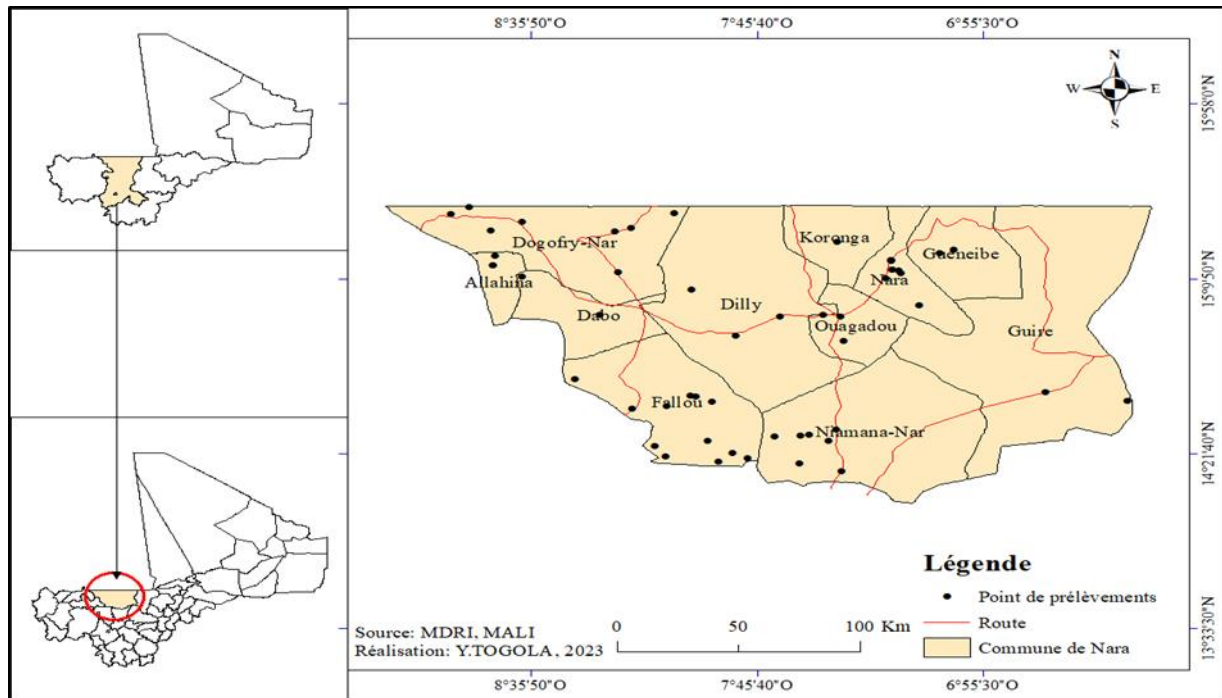 8°35'50"O 7°45'40"O 6°55'30"O
N
W E
S
15°58'0"N
15°9'50"N
14°21'40"N
13°33'30"N
Koronga
Dogofry-Nar
Gueneibe
Allahina
Nara
Dilly
Dabo
Ouagadou
Guire
Fallou
Niamana-Nar
Légende
Point de prélèvements
Route
Commune de Nara
0 50 100 Km
Source: MDRI, MALI
Réalisation: Y.TOGOLA, 2023
8°35'50"O 7°45'40"O 6°55'30"O